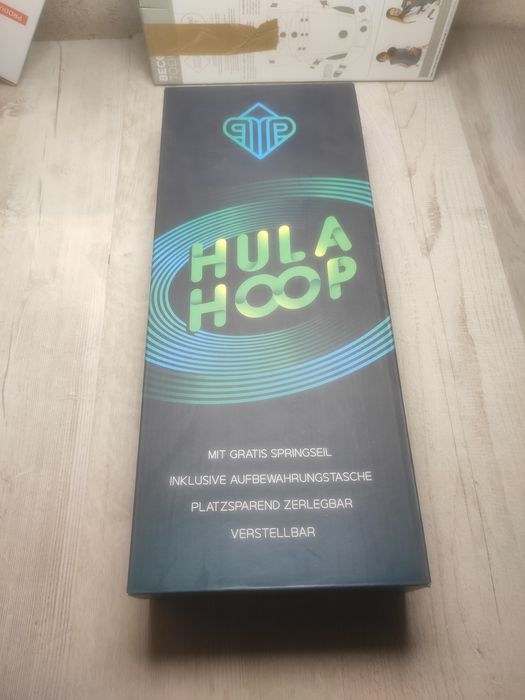 HULA
HOOP
MIT GRATIS SPRINGSEIL
INKLUSIVE AUFBEWAHRUNGSTASCHE
PLATZSPAREND ZERLEGBAR
VERSTELLBAR